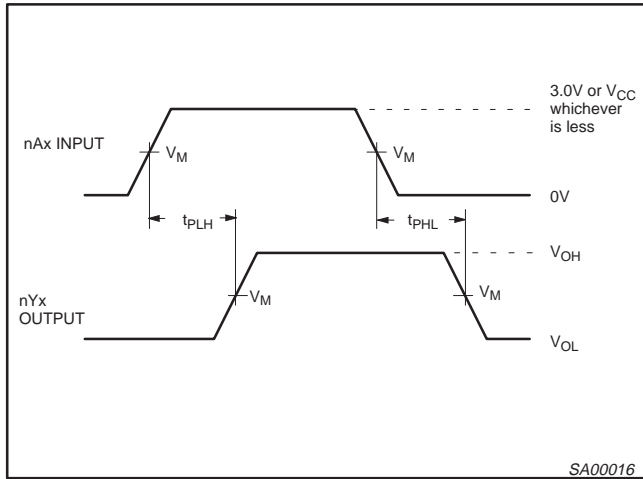 3.0V or VCC
whichever
is less
nAx INPUT
VM
VM
0V
tPLH
tPHL
VOH
nYx
OUTPUT
VM
VM
VOL
SA00016